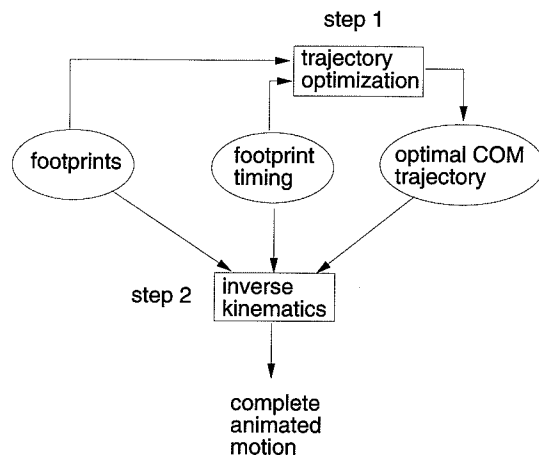 step 1
trajectory
optimization
footprints
footprint
timing
optimal COM
trajectory
step 2
inverse
kinematics
complete
animated
motion